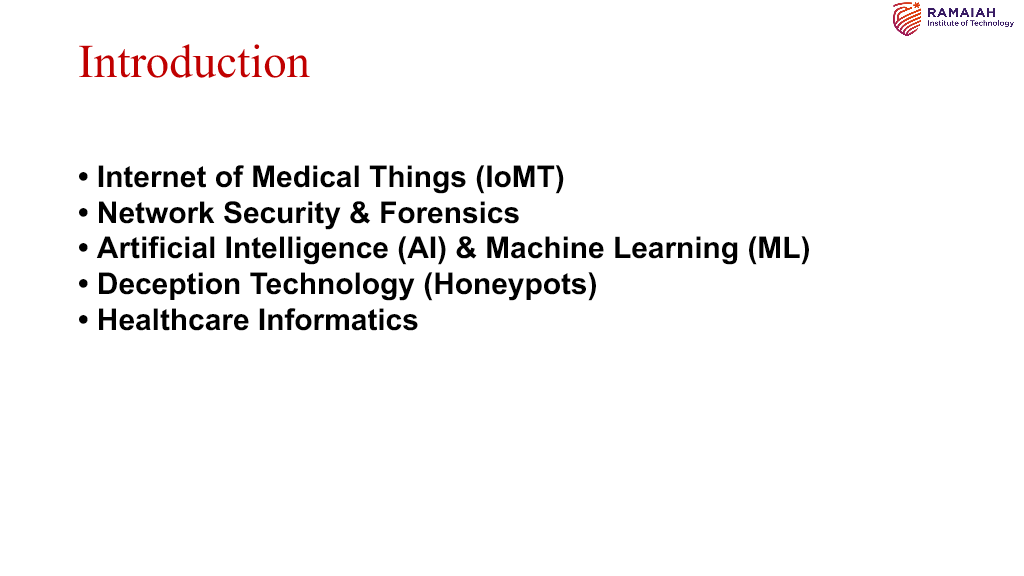 RAMAIAH
Institute of Technology
Introduction
• Internet of Medical Things (IoMT)
• Network Security & Forensics
• Artificial Intelligence (AI) & Machine Learning (ML)
• Deception Technology (Honeypots)
• Healthcare Informatics